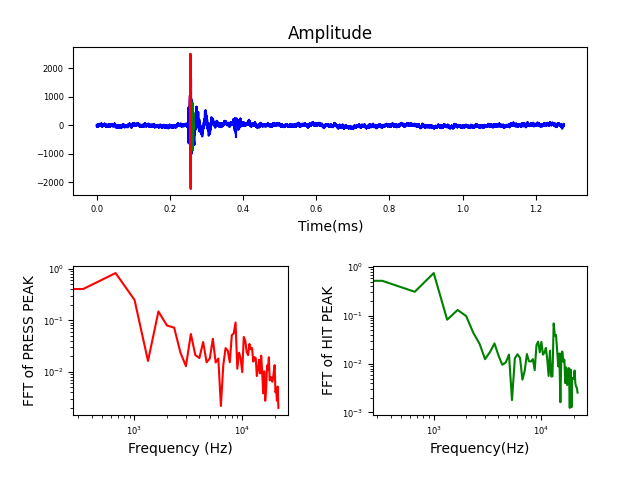 Amplitude
2000
1000
0
−1000
−2000
0.0 0.2 0.4 0.6 0.8 1.0 1.2
Time(ms)
FFT of PRESS PEAK
10⁰
10⁻¹
10⁻²
10³ 10⁴
Frequency (Hz)
FFT of HIT PEAK
10⁰
10⁻¹
10⁻²
10⁻³
10³ 10⁴
Frequency(Hz)